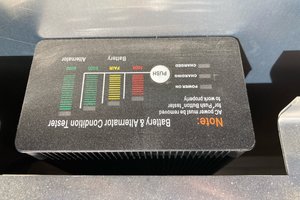 Note:
AC power must be removed
for "Push Button" tester
to work properly
Battery & Alternator Condition Tester
POWER ON
CHARGING
CHARGED
PUSH
FAIR
GOOD
Battery
Alternator